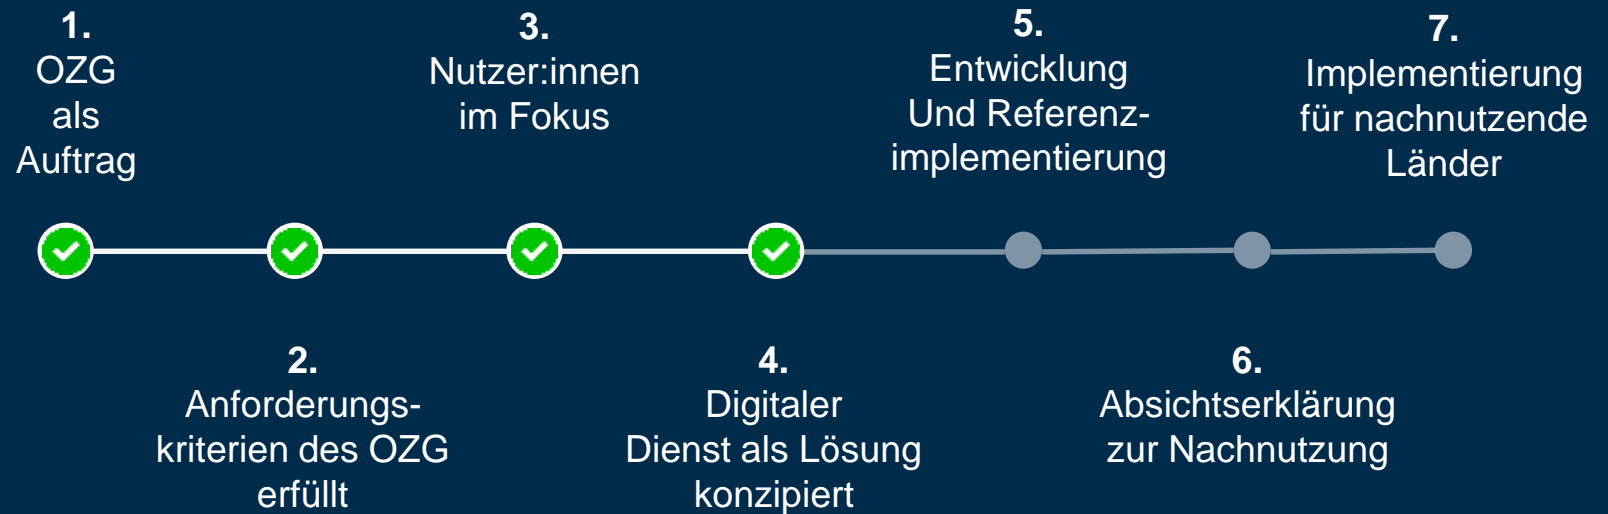 1.
OZG
als
Auftrag
2.
Anforderungs-
kriterien des OZG
erfüllt
3.
Nutzer:innen
im Fokus
4.
Digitaler
Dienst als Lösung
konzipiert
5.
Entwicklung
Und Referenz-
implementierung
6.
Absichtserklärung
zur Nachnutzung
7.
Implementierung
für nachnutzende
Länder